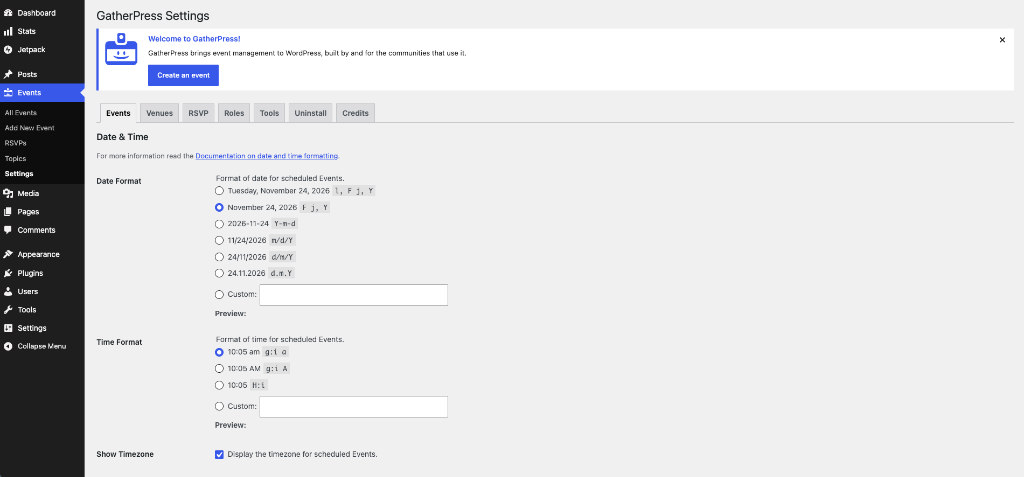 Dashboard
Stats
Jetpack
Posts
Events
All Events
Add New Event
RSVPs
Topics
Settings
Media
Pages
Comments
Appearance
Plugins
Users
Tools
Settings
Collapse Menu
GatherPress Settings
Welcome to GatherPress!
GatherPress brings event management to WordPress, built by and for the communities that use it.
Create an event
Events Venues RSVP Roles Tools Uninstall Credits
Date & Time
For more information read the Documentation on date and time formatting.
Date Format
Format of date for scheduled Events.
Tuesday, November 24, 2026 l, F j, Y
November 24, 2026 F j, Y
2026-11-24 Y-m-d
11/24/2026 m/d/Y
24/11/2026 d/m/Y
24.11.2026 d.m.Y
Custom:
Preview:
Time Format
Format of time for scheduled Events.
10:05 am g:i a
10:05 AM g:i A
10:05 H:i
Custom:
Preview:
Show Timezone
Display the timezone for scheduled Events.